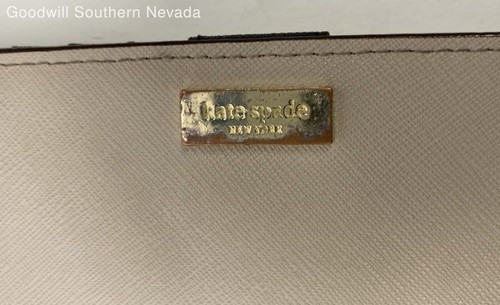 Goodwill Southern Nevada
kate spade
NEW YORK